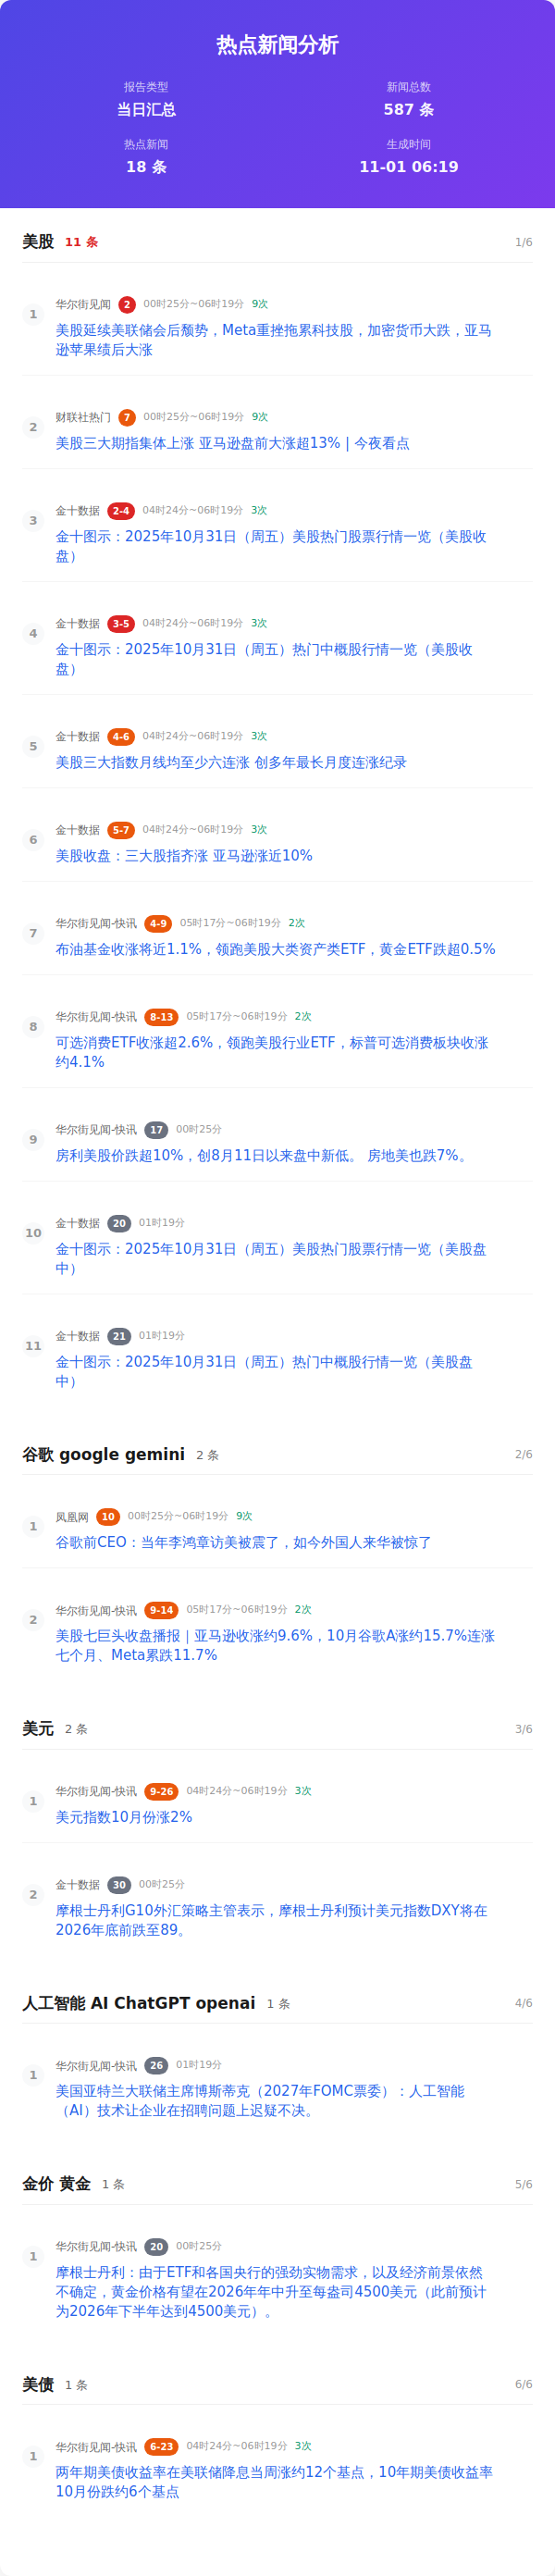 热点新闻分析
报告类型
当日汇总
新闻总数
587 条
热点新闻
18 条
生成时间
11-01 06:19
美股 11 条 1/6
1
华尔街见闻 2 00时25分~06时19分 9次
美股延续美联储会后颓势，Meta重挫拖累科技股，加密货币大跌，亚马
逊苹果绩后大涨
2
财联社热门 7 00时25分~06时19分 9次
美股三大期指集体上涨 亚马逊盘前大涨超13% | 今夜看点
3
金十数据 2-4 04时24分~06时19分 3次
金十图示：2025年10月31日（周五）美股热门股票行情一览（美股收
盘）
4
金十数据 3-5 04时24分~06时19分 3次
金十图示：2025年10月31日（周五）热门中概股行情一览（美股收
盘）
5
金十数据 4-6 04时24分~06时19分 3次
美股三大指数月线均至少六连涨 创多年最长月度连涨纪录
6
金十数据 5-7 04时24分~06时19分 3次
美股收盘：三大股指齐涨 亚马逊涨近10%
7
华尔街见闻-快讯 4-9 05时17分~06时19分 2次
布油基金收涨将近1.1%，领跑美股大类资产类ETF，黄金ETF跌超0.5%
8
华尔街见闻-快讯 8-13 05时17分~06时19分 2次
可选消费ETF收涨超2.6%，领跑美股行业ETF，标普可选消费板块收涨
约4.1%
9
华尔街见闻-快讯 17 00时25分
房利美股价跌超10%，创8月11日以来盘中新低。 房地美也跌7%。
10
金十数据 20 01时19分
金十图示：2025年10月31日（周五）美股热门股票行情一览（美股盘
中）
11
金十数据 21 01时19分
金十图示：2025年10月31日（周五）热门中概股行情一览（美股盘
中）
谷歌 google gemini 2 条 2/6
1
凤凰网 10 00时25分~06时19分 9次
谷歌前CEO：当年李鸿章访美被震了，如今外国人来华被惊了
2
华尔街见闻-快讯 9-14 05时17分~06时19分 2次
美股七巨头收盘播报｜亚马逊收涨约9.6%，10月谷歌A涨约15.7%连涨
七个月、Meta累跌11.7%
美元 2 条 3/6
1
华尔街见闻-快讯 9-26 04时24分~06时19分 3次
美元指数10月份涨2%
2
金十数据 30 00时25分
摩根士丹利G10外汇策略主管表示，摩根士丹利预计美元指数DXY将在
2026年底前跌至89。
人工智能 AI ChatGPT openai 1 条 4/6
1
华尔街见闻-快讯 26 01时19分
美国亚特兰大联储主席博斯蒂克（2027年FOMC票委）：人工智能
（AI）技术让企业在招聘问题上迟疑不决。
金价 黄金 1 条 5/6
1
华尔街见闻-快讯 20 00时25分
摩根士丹利：由于ETF和各国央行的强劲实物需求，以及经济前景依然
不确定，黄金价格有望在2026年年中升至每盎司4500美元（此前预计
为2026年下半年达到4500美元）。
美债 1 条 6/6
1
华尔街见闻-快讯 6-23 04时24分~06时19分 3次
两年期美债收益率在美联储降息当周涨约12个基点，10年期美债收益率
10月份跌约6个基点